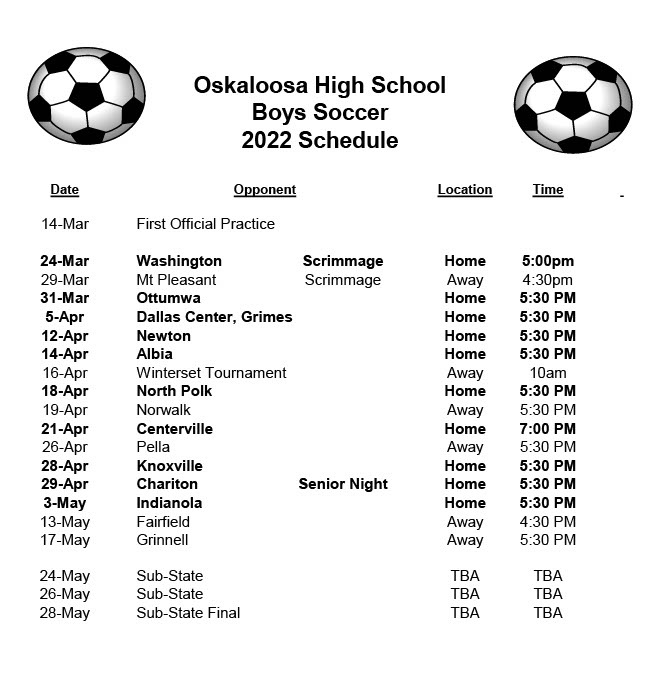 Oskaloosa High School
Boys Soccer
2022 Schedule
Date Opponent Location Time -
14-Mar First Official Practice
24-Mar Washington Scrimmage Home 5:00pm
29-Mar Mt Pleasant Scrimmage Away 4:30pm
31-Mar Ottumwa Home 5:30 PM
5-Apr Dallas Center, Grimes Home 5:30 PM
12-Apr Newton Home 5:30 PM
14-Apr Albia Home 5:30 PM
16-Apr Winterset Tournament Away 10am
18-Apr North Polk Home 5:30 PM
19-Apr Norwalk Away 5:30 PM
21-Apr Centerville Home 7:00 PM
26-Apr Pella Away 5:30 PM
28-Apr Knoxville Home 5:30 PM
29-Apr Chariton Senior Night Home 5:30 PM
3-May Indianola Home 5:30 PM
13-May Fairfield Away 4:30 PM
17-May Grinnell Away 5:30 PM
24-May Sub-State TBA TBA
26-May Sub-State TBA TBA
28-May Sub-State Final TBA TBA